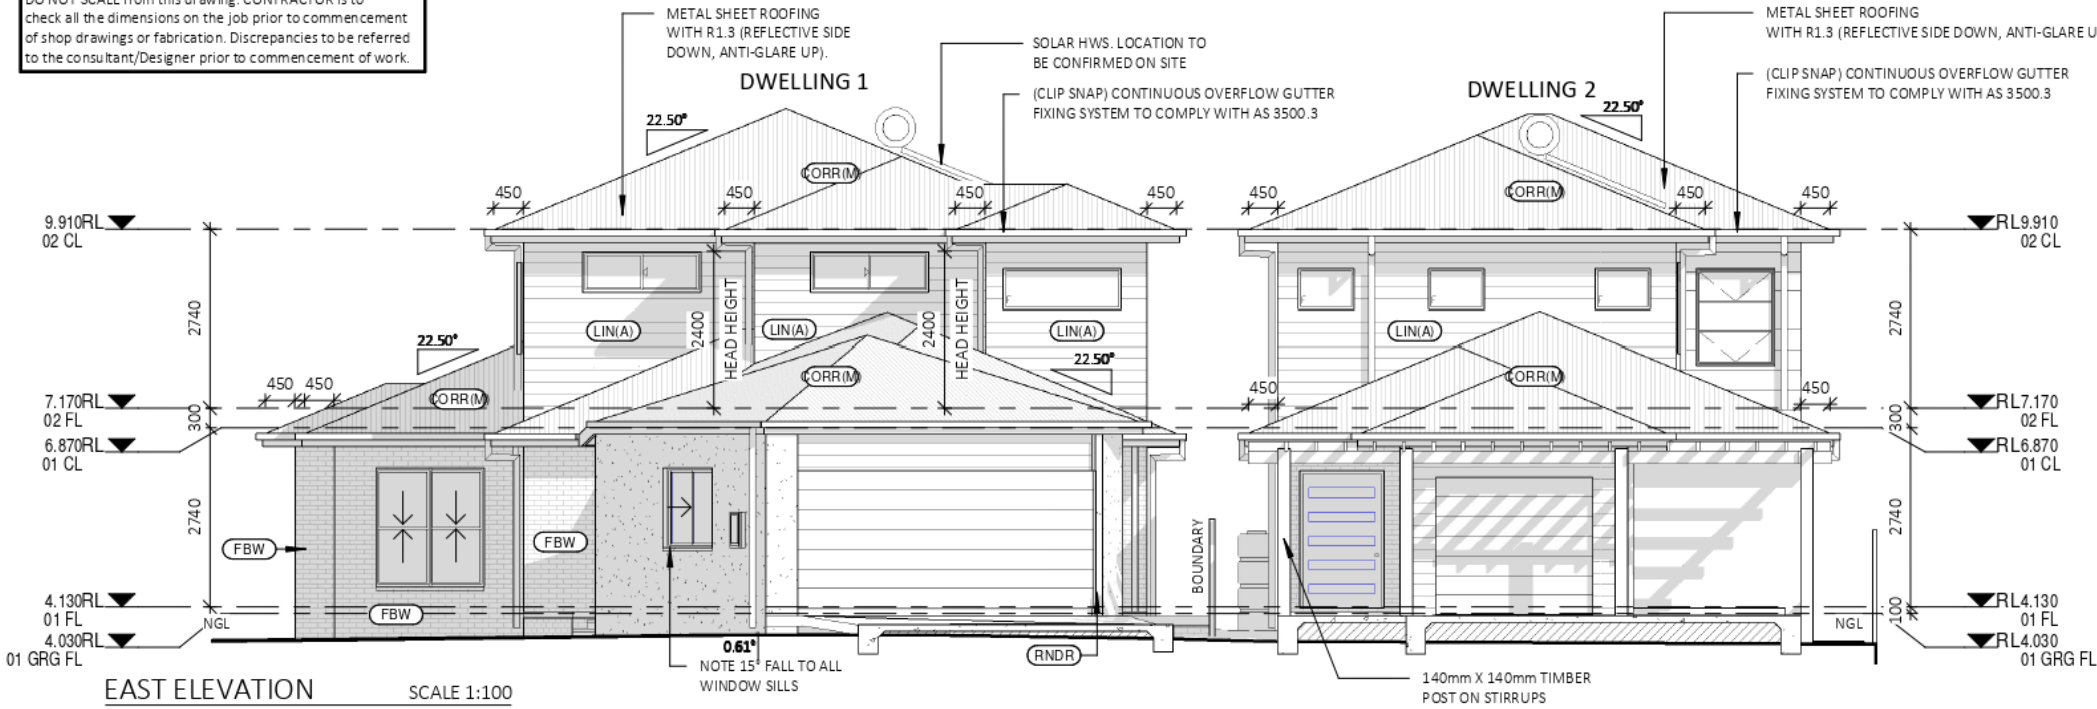 DO NOT SCALE from this drawing. CONTRACTOR is to
check all the dimensions on the job prior to commencement
of shop drawings or fabrication. Discrepancies to be referred
to the consultant/Designer prior to commencement of work.
METAL SHEET ROOFING
WITH R1.3 (REFLECTIVE SIDE
DOWN, ANTI-GLARE UP).
SOLAR HWS. LOCATION TO
BE CONFIRMED ON SITE
(CLIP SNAP) CONTINUOUS OVERFLOW GUTTER
FIXING SYSTEM TO COMPLY WITH AS 3500.3
METAL SHEET ROOFING
WITH R1.3 (REFLECTIVE SIDE DOWN, ANTI-GLARE U
(CLIP SNAP) CONTINUOUS OVERFLOW GUTTER
FIXING SYSTEM TO COMPLY WITH AS 3500.3
DWELLING 1
DWELLING 2
22.50°
22.50°
CORR(M)
CORR(M)
450
450
450
450
450
450
450
9.910RL
02 CL
RL9.910
02 CL
2740
2740
LIN(A)
LIN(A)
LIN(A)
LIN(A)
2400
HEAD HEIGHT
2400
HEAD HEIGHT
22.50°
22.50°
450
450
CORR(M)
CORR(M)
CORR(M)
450
450
7.170RL
02 FL
300
6.870RL
01 CL
RL7.170
02 FL
300
RL6.870
01 CL
2740
2740
FBW
FBW
FBW
BOUNDARY
4.130RL
01 FL
NGL
4.030RL
01 GRG FL
RL4.130
01 FL
100
NGL
RL4.030
01 GRG FL
0.61°
NOTE 15° FALL TO ALL
WINDOW SILLS
RNDR
140mm X 140mm TIMBER
POST ON STIRRUPS
EAST ELEVATION
SCALE 1:100